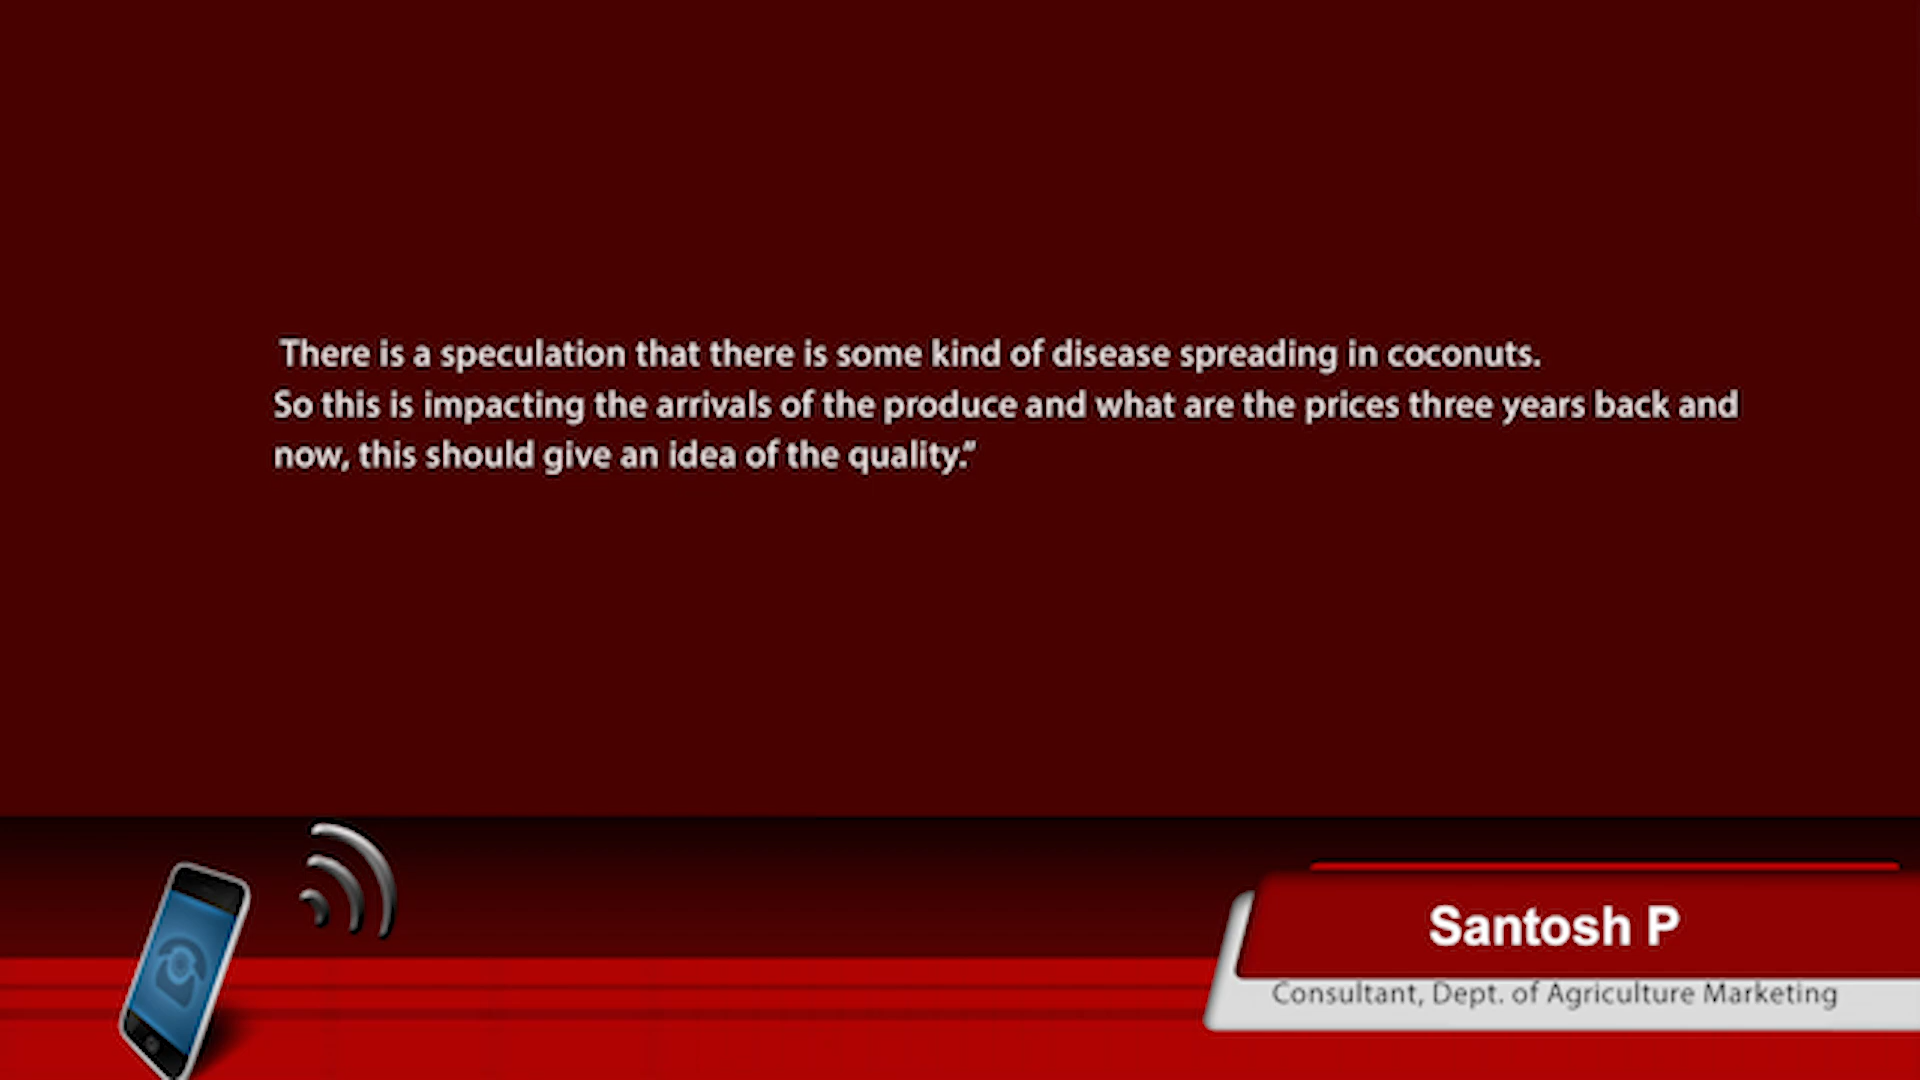 There is a speculation that there is some kind of disease spreading in coconuts.
So this is impacting the arrivals of the produce and what are the prices three years back and
now, this should give an idea of the quality.”
Santosh P
Consultant, Dept. of Agriculture Marketing